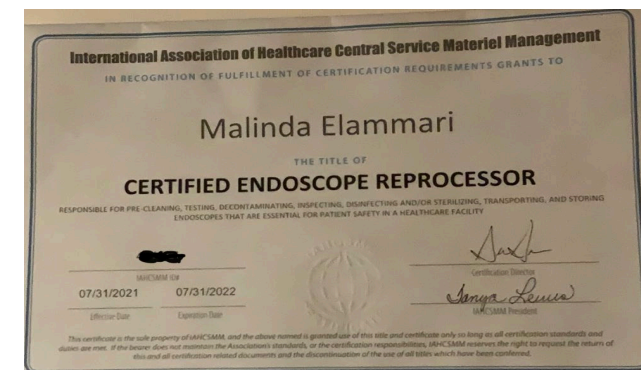 International Association of Healthcare Central Service Materiel Management
IN RECOGNITION OF FULFILLMENT OF CERTIFICATION REQUIREMENTS GRANTS TO
Malinda Elammari
THE TITLE OF
CERTIFIED ENDOSCOPE REPROCESSOR
RESPONSIBLE FOR PRE-CLEANING, TESTING, DECONTAMINATING, INSPECTING, DISINFECTING AND/OR STERILIZING, TRANSPORTING, AND STORING
ENDOSCOPES THAT ARE ESSENTIAL FOR PATIENT SAFETY IN A HEALTHCARE FACILITY
IAHCSMM ID#
Certification Director
07/31/2021 07/31/2022
Tanya Lewis
Effective Date Expiration Date
IAHCSMM President
This certificate is the sole property of IAHCSMM, and the above named is granted use of this title and certificate only so long as all certification standards and
duties are met. If the bearer does not maintain the Association's standards, or the certification responsibilities, IAHCSMM reserves the right to request the return of
this and all certification related documents and the discontinuation of the use of all titles which have been conferred.